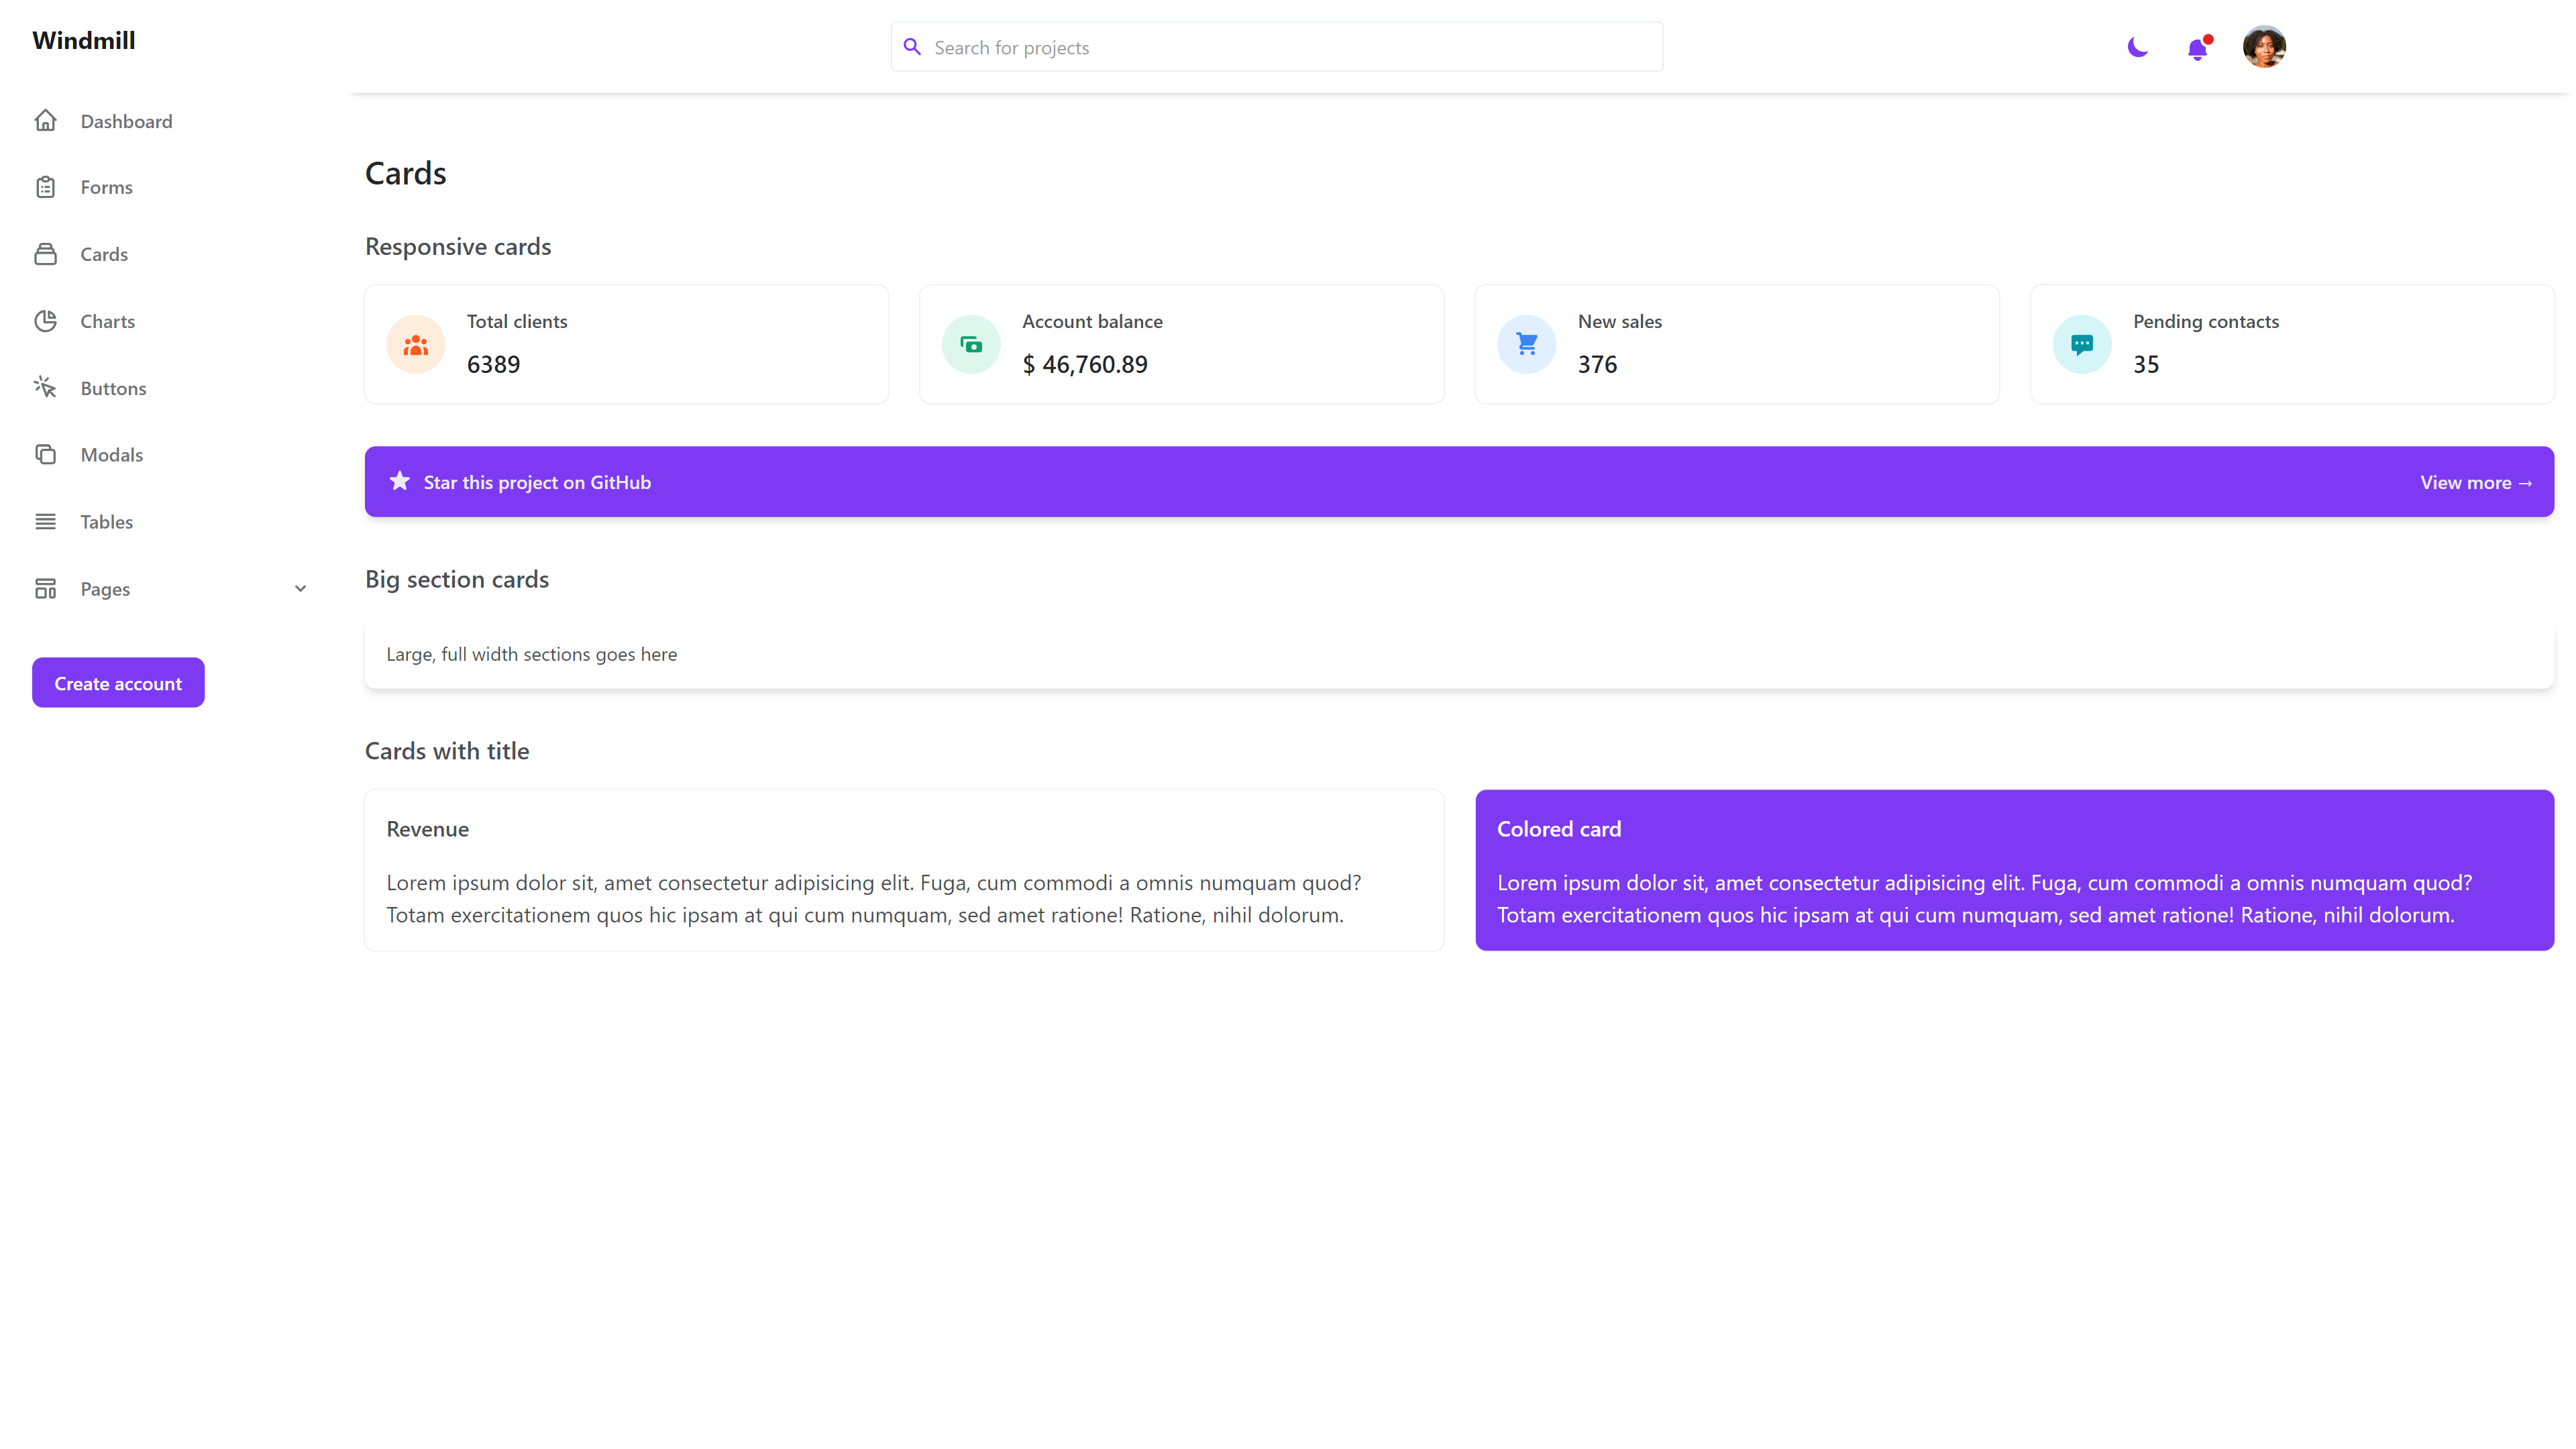 Windmill
Search for projects
Dashboard
Forms
Cards
Charts
Buttons
Modals
Tables
Pages
Create account
Cards
Responsive cards
Total clients
6389
Account balance
$ 46,760.89
New sales
376
Pending contacts
35
Star this project on GitHub
View more →
Big section cards
Large, full width sections goes here
Cards with title
Revenue
Lorem ipsum dolor sit, amet consectetur adipisicing elit. Fuga, cum commodi a omnis numquam quod?
Totam exercitationem quos hic ipsam at qui cum numquam, sed amet ratione! Ratione, nihil dolorum.
Colored card
Lorem ipsum dolor sit, amet consectetur adipisicing elit. Fuga, cum commodi a omnis numquam quod?
Totam exercitationem quos hic ipsam at qui cum numquam, sed amet ratione! Ratione, nihil dolorum.